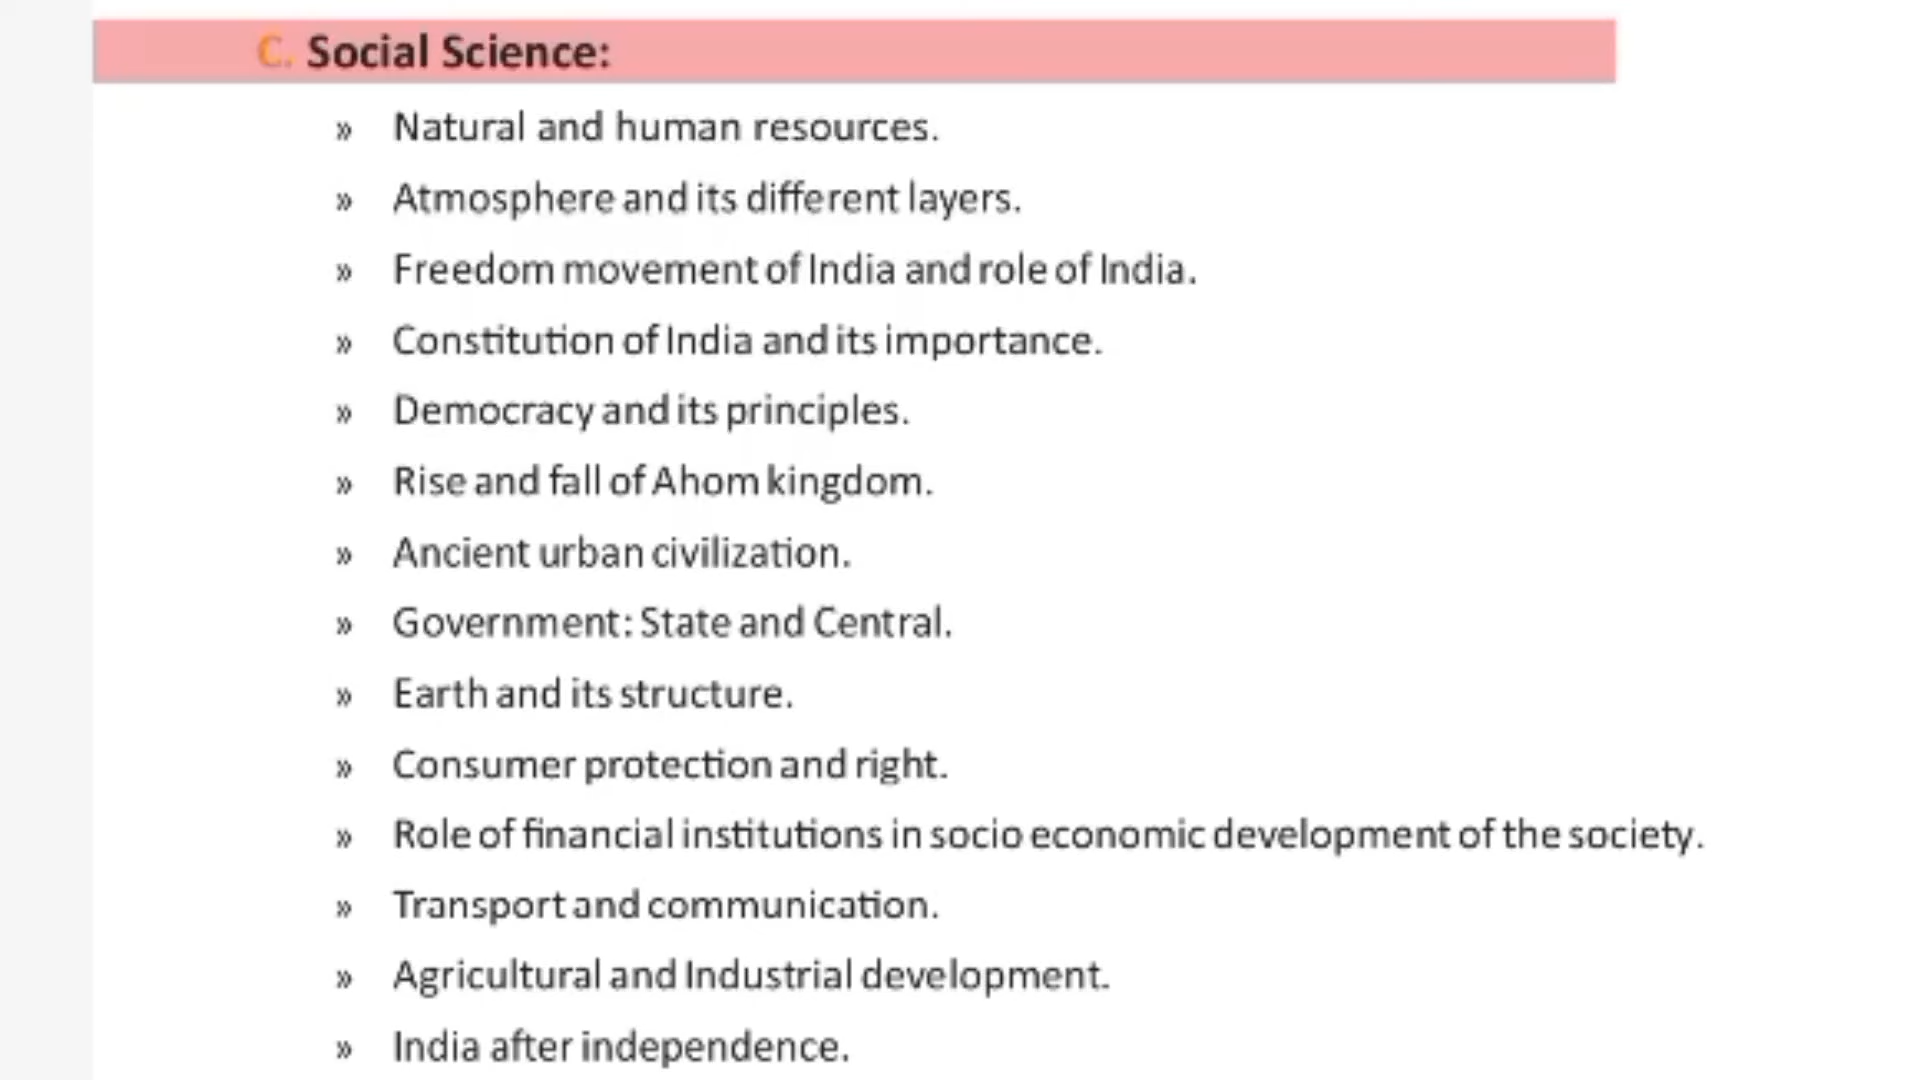 C. Social Science:
» Natural and human resources.
» Atmosphere and its different layers.
» Freedom movement of India and role of India.
» Constitution of India and its importance.
» Democracy and its principles.
» Rise and fall of Ahom kingdom.
» Ancient urban civilization.
» Government: State and Central.
» Earth and its structure.
» Consumer protection and right.
» Role of financial institutions in socio economic development of the society.
» Transport and communication.
» Agricultural and Industrial development.
» India after independence.